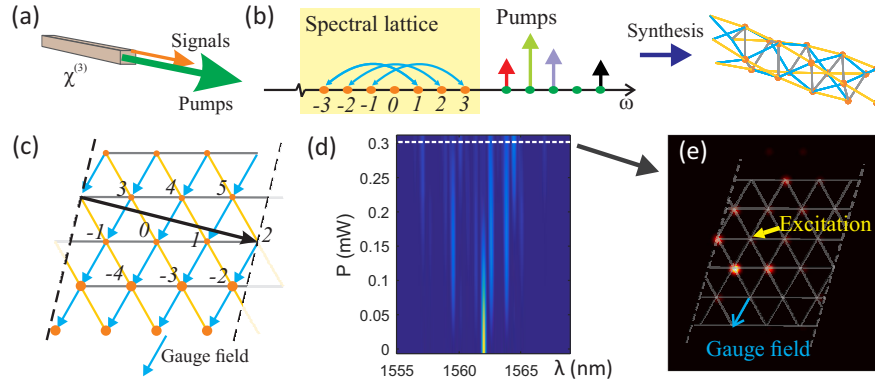 (a)
Signals
χ(3)
Pumps
(b)
Spectral lattice
-3 -2 -1 0 1 2 3
Pumps
ω
Synthesis
(c)
3 4 5
-1 0 1 2
-4 -3 -2
Gauge field
(d)
P (mW)
0.3
0.25
0.2
0.15
0.1
0.05
0
1555 1560 1565 λ (nm)
(e)
Excitation
Gauge field